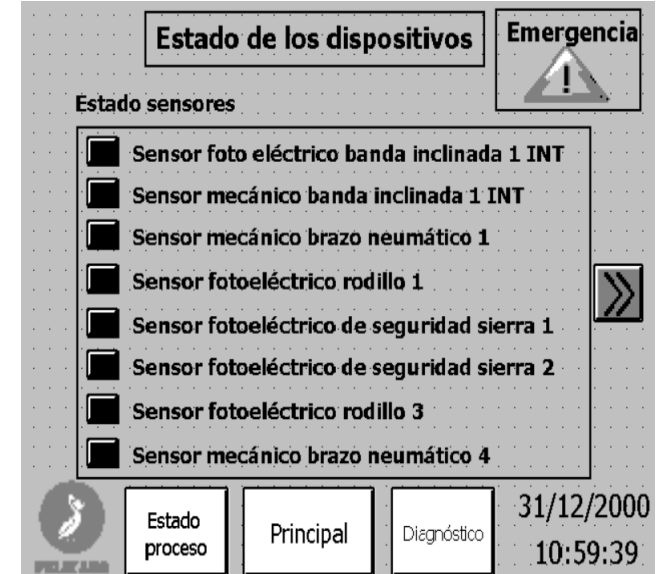 Estado de los dispositivos
Emergencia
!
Estado sensores
Sensor foto eléctrico banda inclinada 1 INT
Sensor mecánico banda inclinada 1 INT
Sensor mecánico brazo neumático 1
Sensor fotoeléctrico rodillo 1
Sensor fotoeléctrico de seguridad sierra 1
Sensor fotoeléctrico de seguridad sierra 2
Sensor fotoeléctrico rodillo 3
Sensor mecánico brazo neumático 4
Estado
proceso
Principal
Diagnóstico
31/12/2000
10:59:39